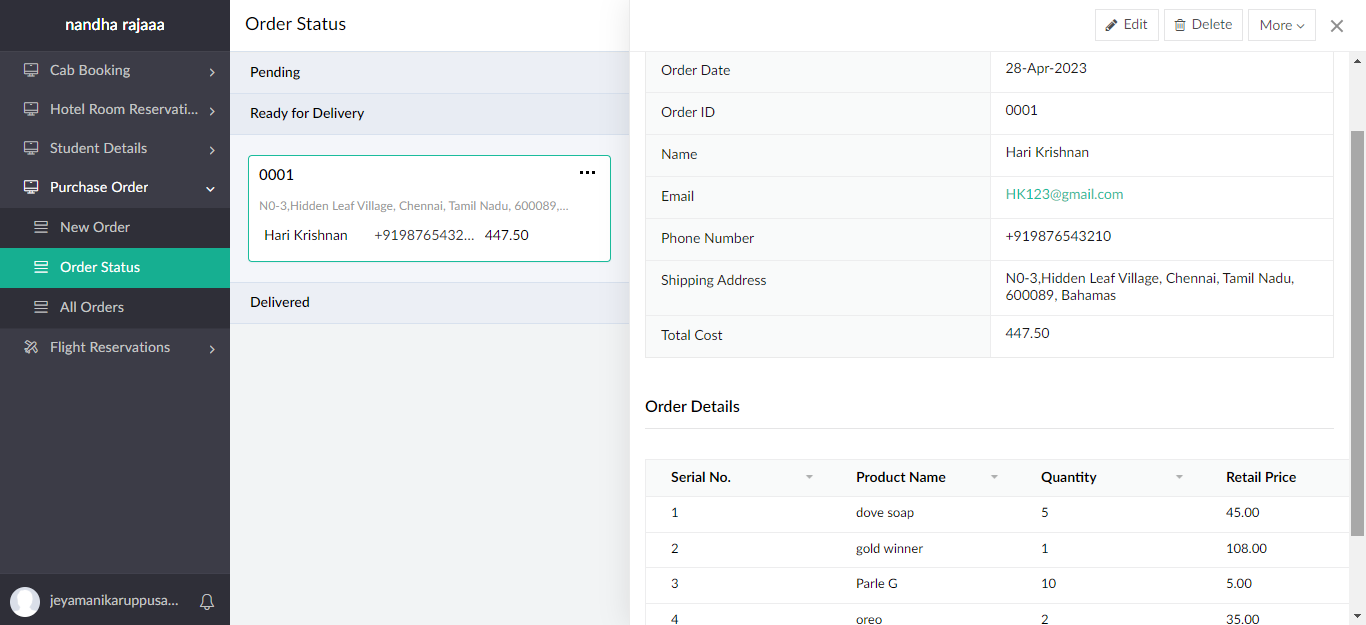 nandha rajaaa
Cab Booking
Hotel Room Reservati...
Student Details
Purchase Order
New Order
Order Status
All Orders
Flight Reservations
jeyamanikaruppusa...
Order Status
Pending
Ready for Delivery
0001
N0-3,Hidden Leaf Village, Chennai, Tamil Nadu, 600089,...
Hari Krishnan +9198765432... 447.50
Delivered
Edit Delete More
Order Date 28-Apr-2023
Order ID 0001
Name Hari Krishnan
Email HK123@gmail.com
Phone Number +919876543210
Shipping Address N0-3,Hidden Leaf Village, Chennai, Tamil Nadu,
600089, Bahamas
Total Cost 447.50
Order Details
Serial No. Product Name Quantity Retail Price
1 dove soap 5 45.00
2 gold winner 1 108.00
3 Parle G 10 5.00
4 oreo 2 35.00